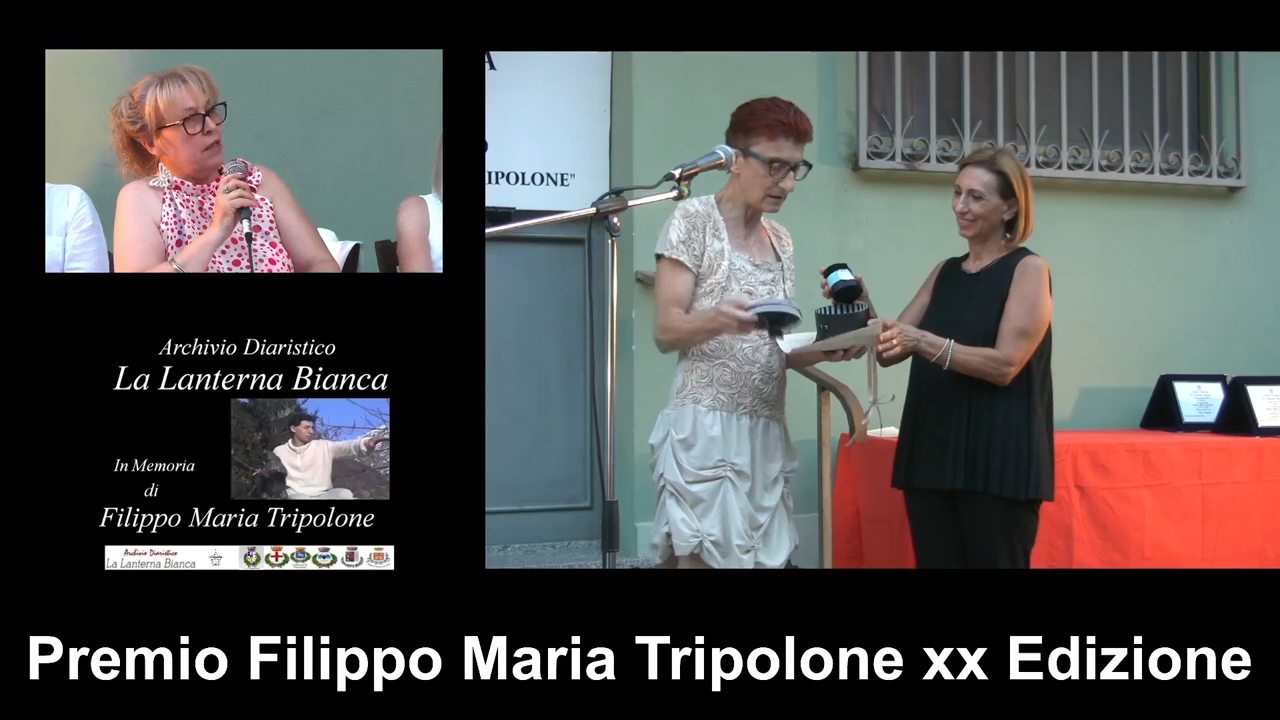 A
IPOLONE"
Archivio Diaristico
La Lanterna Bianca
In Memoria
di
Filippo Maria Tripolone
Archivio Diaristico
La Lanterna Bianca
Premio Filippo Maria Tripolone xx Edizione